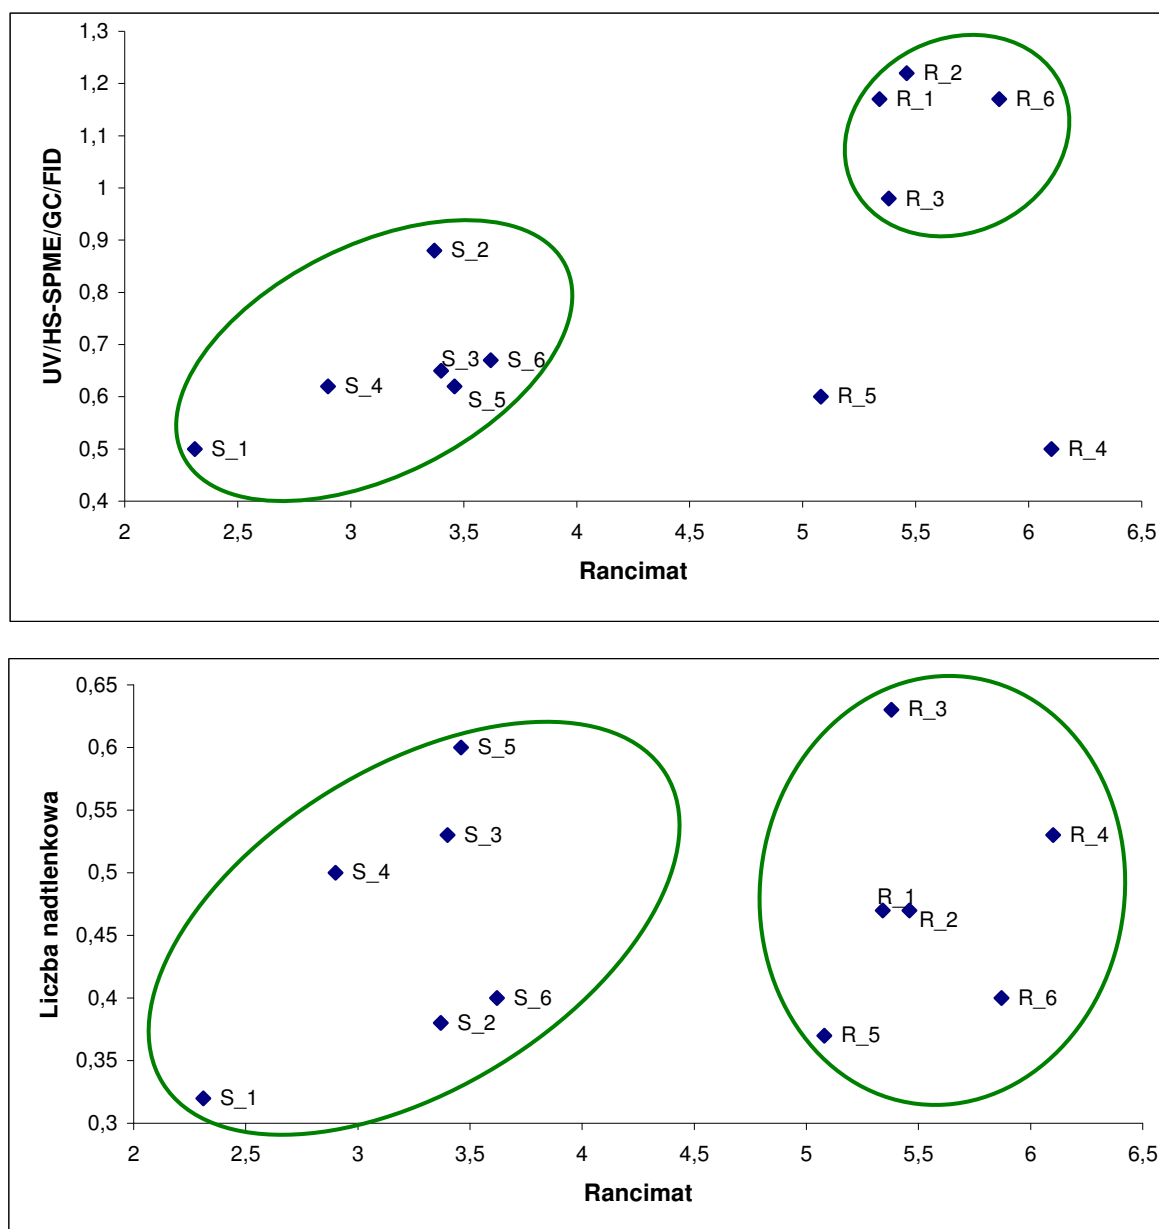 1,3
1,2
R_2
R_1
R_6
1,1
1
R_3
0,9
S_2
0,8
UV/HS-SPME/GC/FID
0,7
S_3
S_6
S_4
S_5
0,6
R_5
0,5
S_1
R_4
0,4
2
2,5
3
3,5
4
4,5
5
5,5
6
6,5
Rancimat
0,65
R_3
0,6
S_5
0,55
S_3
R_4
0,5
S_4
Liczba nadtlenkowa
R_1
R_2
0,45
0,4
S_6
R_6
S_2
R_5
0,35
S_1
0,3
2
2,5
3
3,5
4
4,5
5
5,5
6
6,5
Rancimat